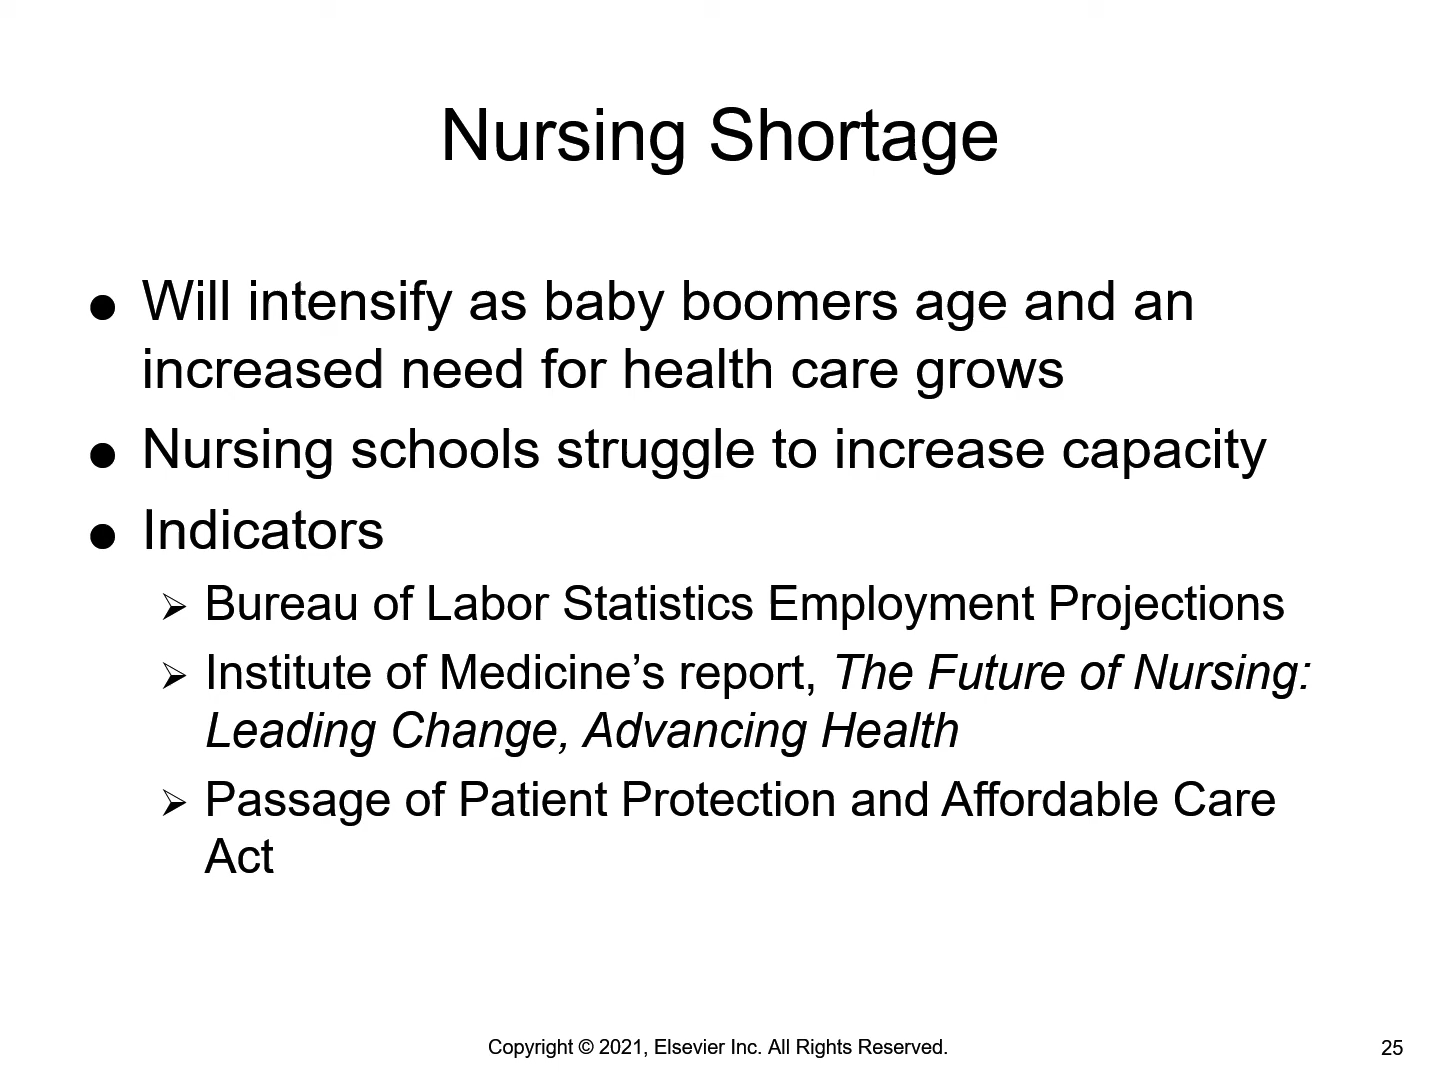 Nursing Shortage
● Will intensify as baby boomers age and an
increased need for health care grows
● Nursing schools struggle to increase capacity
● Indicators
➢ Bureau of Labor Statistics Employment Projections
➢ Institute of Medicine’s report, The Future of Nursing:
Leading Change, Advancing Health
➢ Passage of Patient Protection and Affordable Care
Act
Copyright © 2021, Elsevier Inc. All Rights Reserved.
25